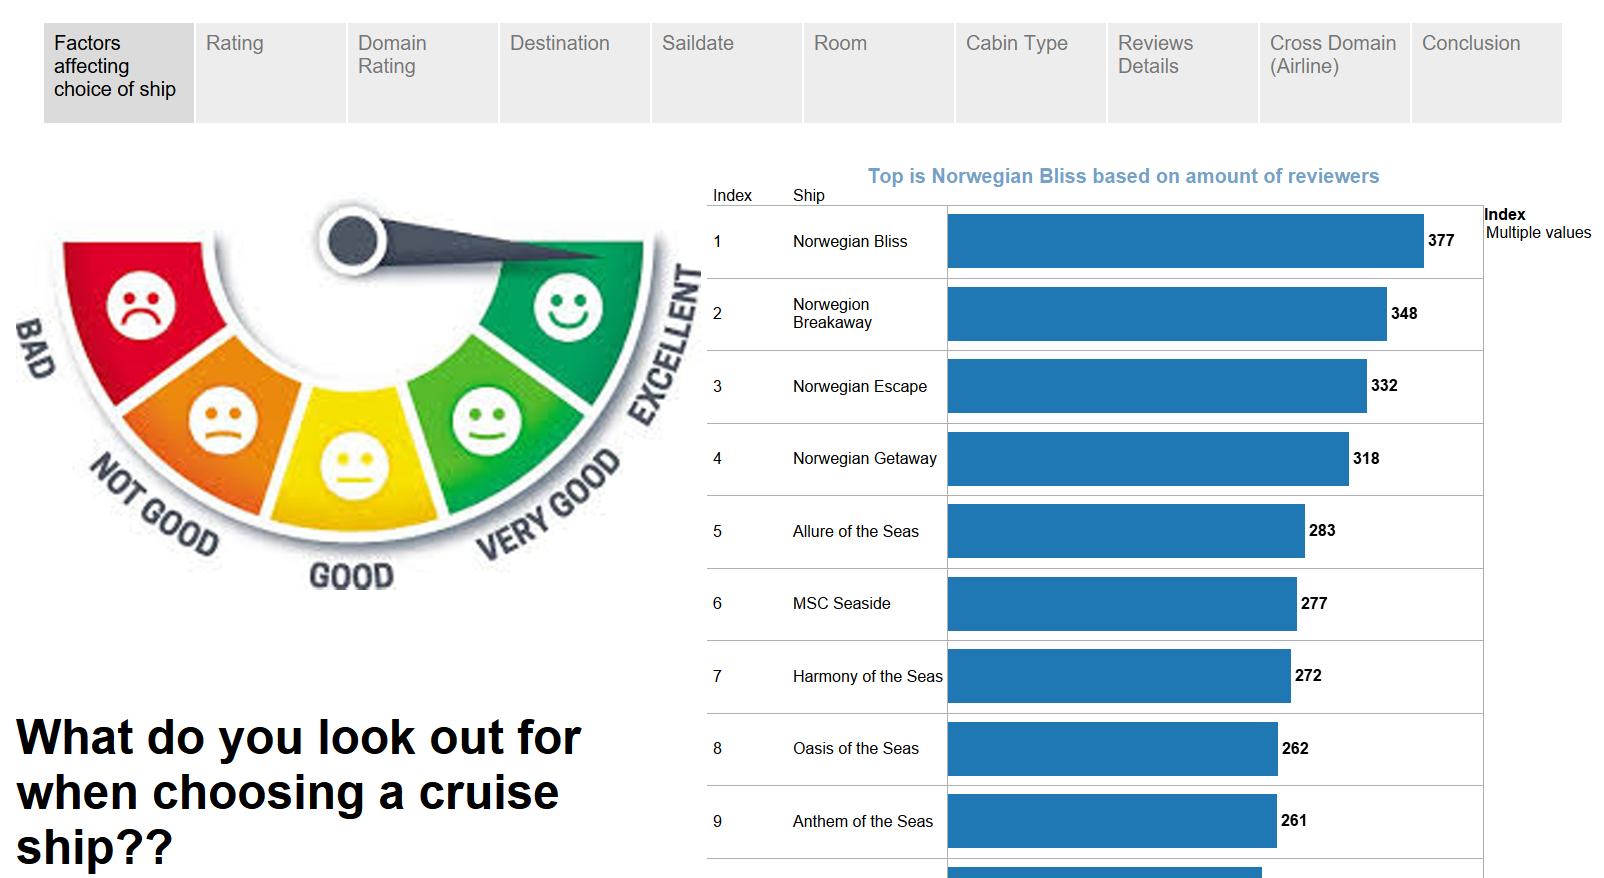 Factors
affecting
choice of ship
Rating
Domain
Rating
Destination
Saildate
Room
Cabin Type
Reviews
Details
Cross Domain
(Airline)
Conclusion
BAD
NOT GOOD
GOOD
VERY GOOD
EXCELLENT
What do you look out for
when choosing a cruise
ship??
Top is Norwegian Bliss based on amount of reviewers
Index Ship
1 Norwegian Bliss 377
2 Norwegion
Breakaway 348
3 Norwegian Escape 332
4 Norwegian Getaway 318
5 Allure of the Seas 283
6 MSC Seaside 277
7 Harmony of the Seas 272
8 Oasis of the Seas 262
9 Anthem of the Seas 261
Index
Multiple values